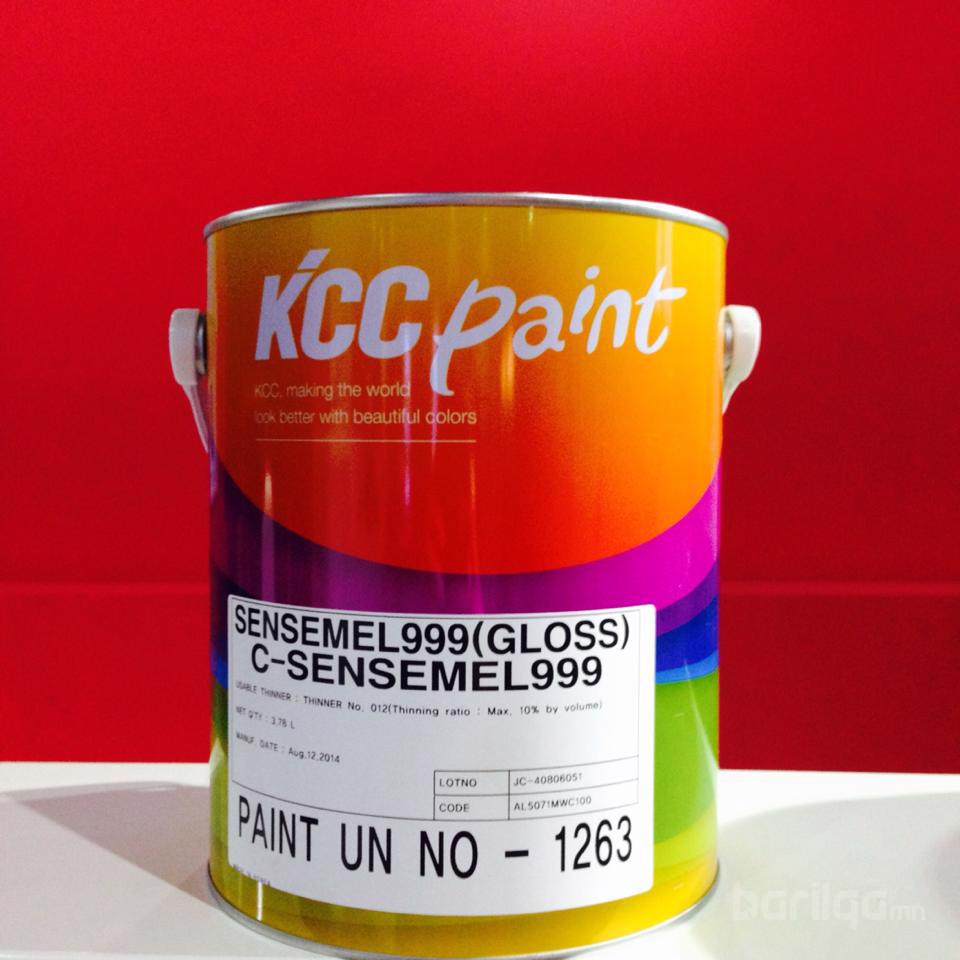 KCC paint
KCC, making the world
look better with beautiful colors
SENSEMEL999(GLOSS)
C-SENSEMEL999
USABLE THINNER : THINNER No. 012(Thinning ratio : Max, 10% by volume)
NET Q'TY : 3.78 L
MANUF. DATE : Aug.12.2014
LOTNO JC-40806051
CODE AL5071MWC100
PAINT UN NO - 1263
barilga.mn